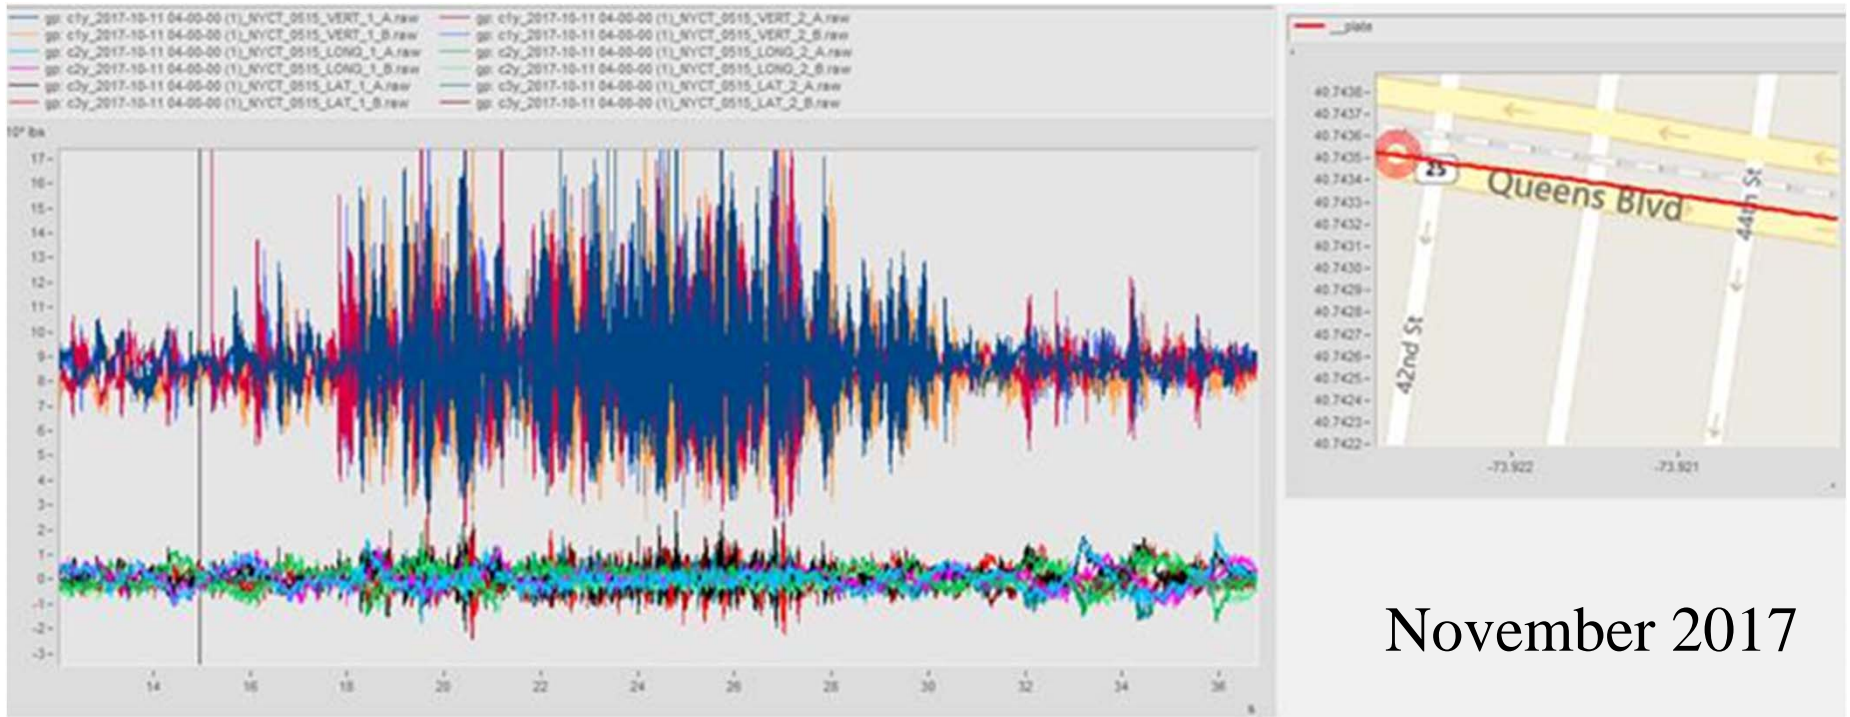 gp: c1y_2017-10-11 04-00-00 (1)_NYCT_0515_VERT_1_A.raw
gp: c1y_2017-10-11 04-00-00 (1)_NYCT_0515_VERT_2_A.raw
gp: c1y_2017-10-11 04-00-00 (1)_NYCT_0515_VERT_1_B.raw
gp: c1y_2017-10-11 04-00-00 (1)_NYCT_0515_VERT_2_B.raw
gp: c2y_2017-10-11 04-00-00 (1)_NYCT_0515_LONG_1_A.raw
gp: c2y_2017-10-11 04-00-00 (1)_NYCT_0515_LONG_2_A.raw
gp: c2y_2017-10-11 04-00-00 (1)_NYCT_0515_LONG_1_B.raw
gp: c2y_2017-10-11 04-00-00 (1)_NYCT_0515_LONG_2_B.raw
gp: c3y_2017-10-11 04-00-00 (1)_NYCT_0515_LAT_1_A.raw
gp: c3y_2017-10-11 04-00-00 (1)_NYCT_0515_LAT_2_A.raw
gp: c3y_2017-10-11 04-00-00 (1)_NYCT_0515_LAT_1_B.raw
gp: c3y_2017-10-11 04-00-00 (1)_NYCT_0515_LAT_2_B.raw
lbs
17
16
15
14
13
12
11
10
9
8
7
6
5
4
3
2
1
0
-1
-2
-3
14 16 18 20 22 24 26 28 30 32 34 36
s
__plate
40.7438
40.7437
40.7436
40.7435
40.7434
40.7433
40.7432
40.7431
40.7430
40.7429
40.7428
40.7427
40.7426
40.7425
40.7424
40.7423
40.7422
25
Queens Blvd
44th St
42nd St
-73.922 -73.921
November 2017